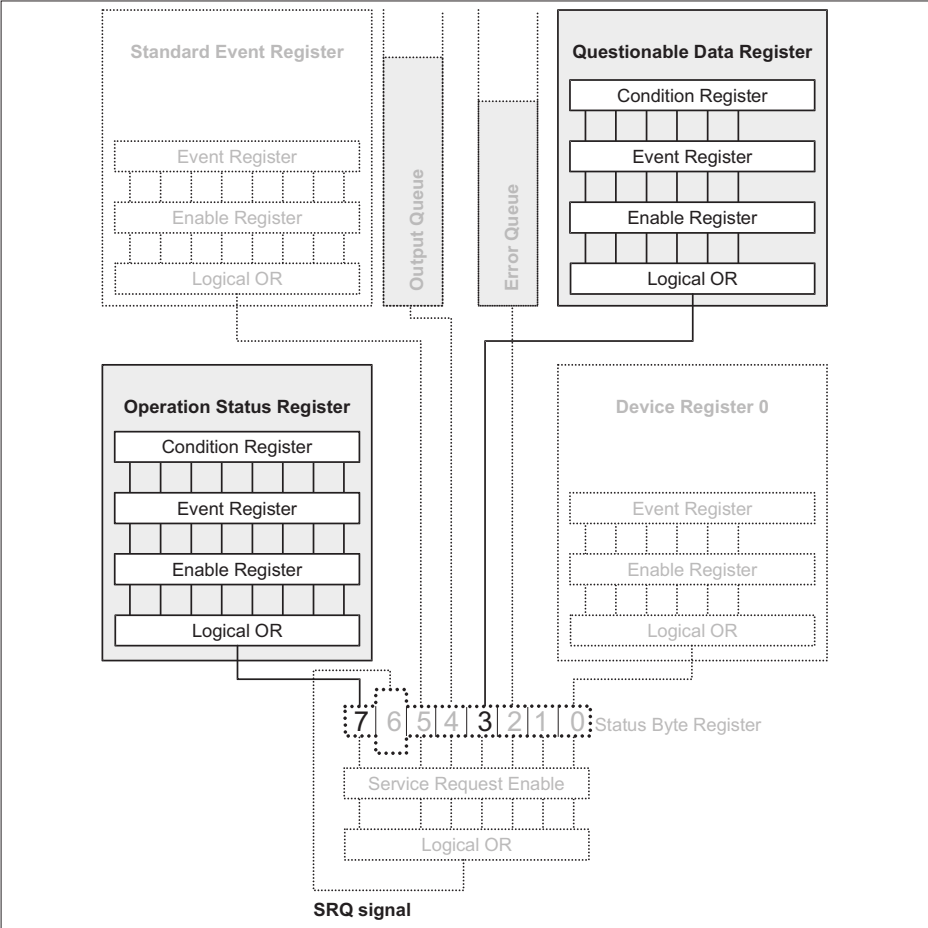 Standard Event Register
Event Register
Enable Register
Logical OR
Output Queue
Error Queue
Questionable Data Register
Condition Register
Event Register
Enable Register
Logical OR
Operation Status Register
Condition Register
Event Register
Enable Register
Logical OR
Device Register 0
Event Register
Enable Register
Logical OR
7 6 5 4 3 2 1 0 Status Byte Register
Service Request Enable
Logical OR
SRQ signal